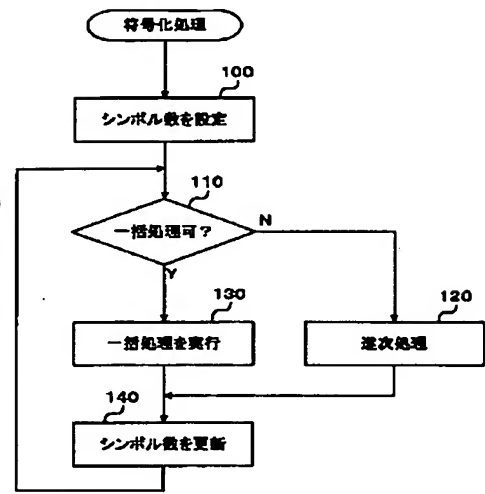 符号化処理
100
シンボル数を設定
110
一括処理可？
N
Y
130
一括処理を実行
120
逐次処理
140
シンボル数を更新